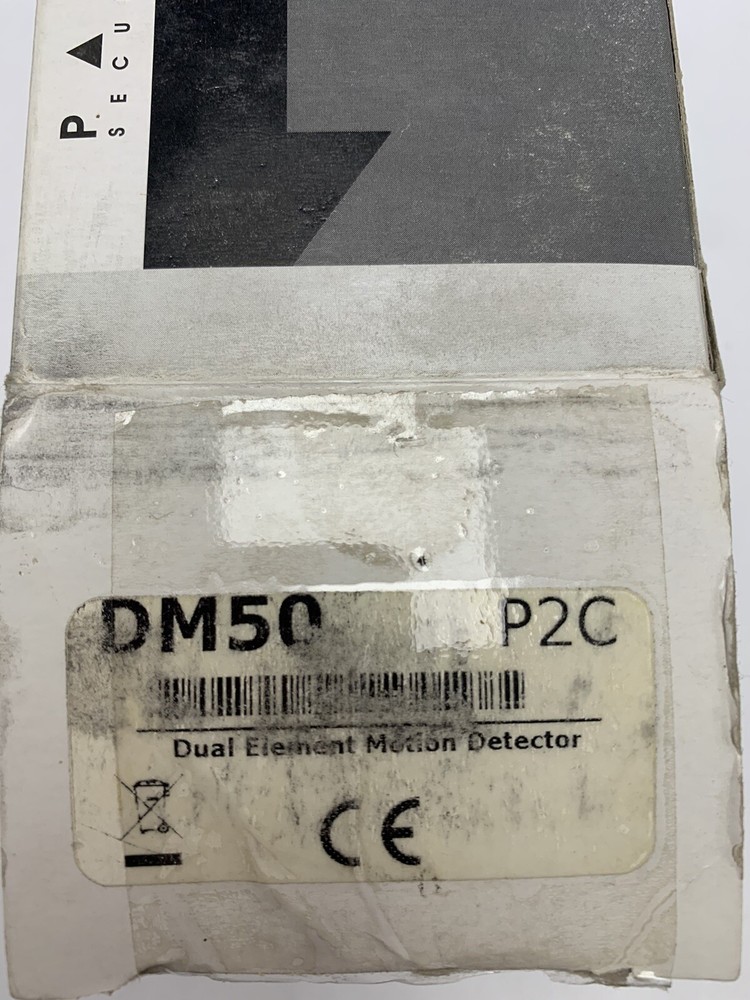 P
SECU
DM50 P2C
Dual Element Motion Detector
CE